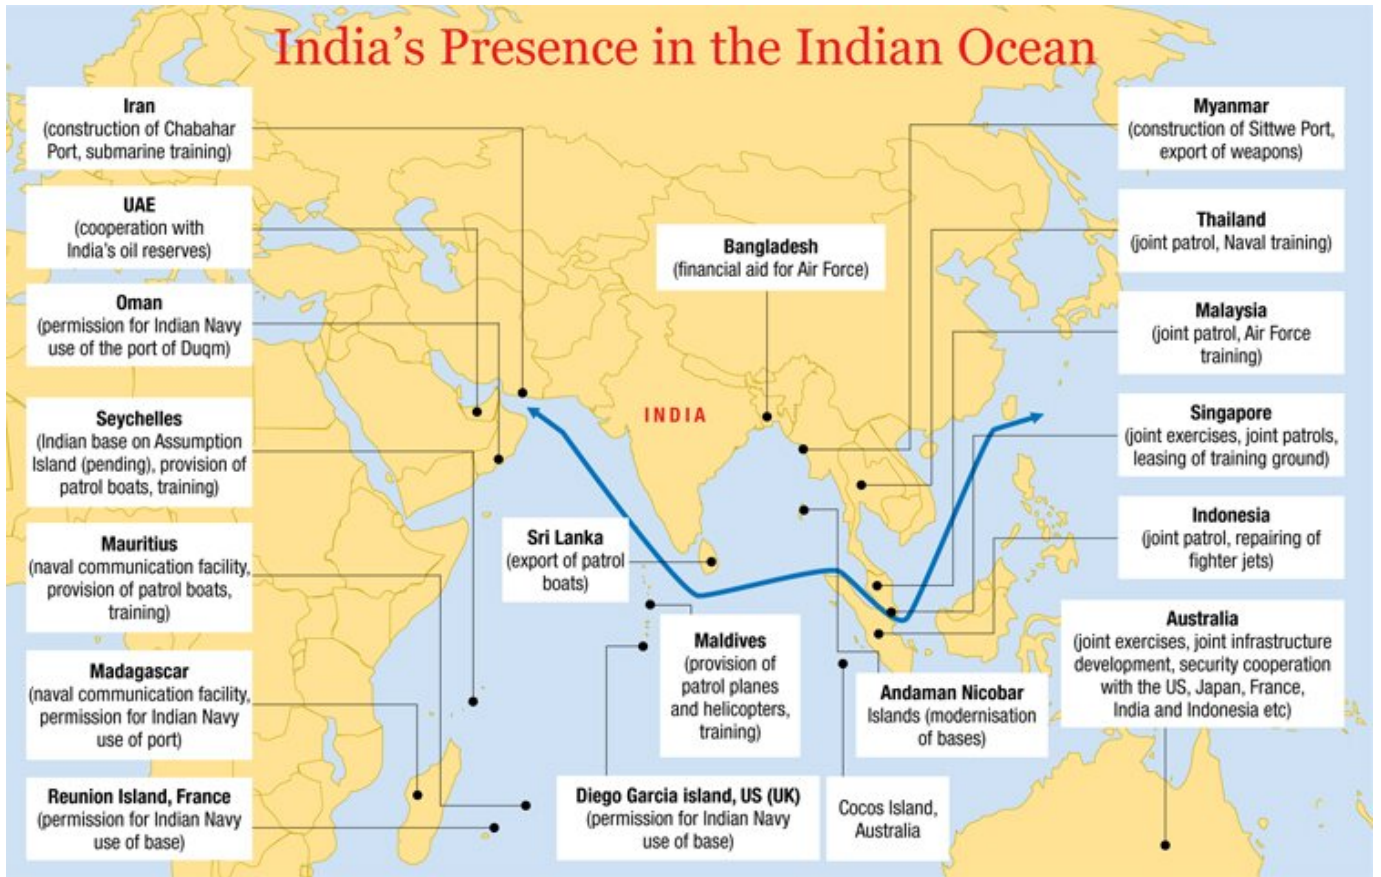 India's Presence in the Indian Ocean
Iran
(construction of Chabahar
Port, submarine training)
UAE
(cooperation with
India's oil reserves)
Oman
(permission for Indian Navy
use of the port of Duqm)
Seychelles
(Indian base on Assumption
Island (pending), provision of
patrol boats, training)
Mauritius
(naval communication facility,
provision of patrol boats,
training)
Madagascar
(naval communication facility,
permission for Indian Navy
use of port)
Reunion Island, France
(permission for Indian Navy
use of base)
Bangladesh
(financial aid for Air Force)
INDIA
Sri Lanka
(export of patrol
boats)
Maldives
(provision of
patrol planes
and helicopters,
training)
Diego Garcia island, US (UK)
(permission for Indian Navy
use of base)
Cocos Island,
Australia
Andaman Nicobar
Islands (modernisation
of bases)
Myanmar
(construction of Sittwe Port,
export of weapons)
Thailand
(joint patrol, Naval training)
Malaysia
(joint patrol, Air Force
training)
Singapore
(joint exercises, joint patrols,
leasing of training ground)
Indonesia
(joint patrol, repairing of
fighter jets)
Australia
(joint exercises, joint infrastructure
development, security cooperation
with the US, Japan, France,
India and Indonesia etc)